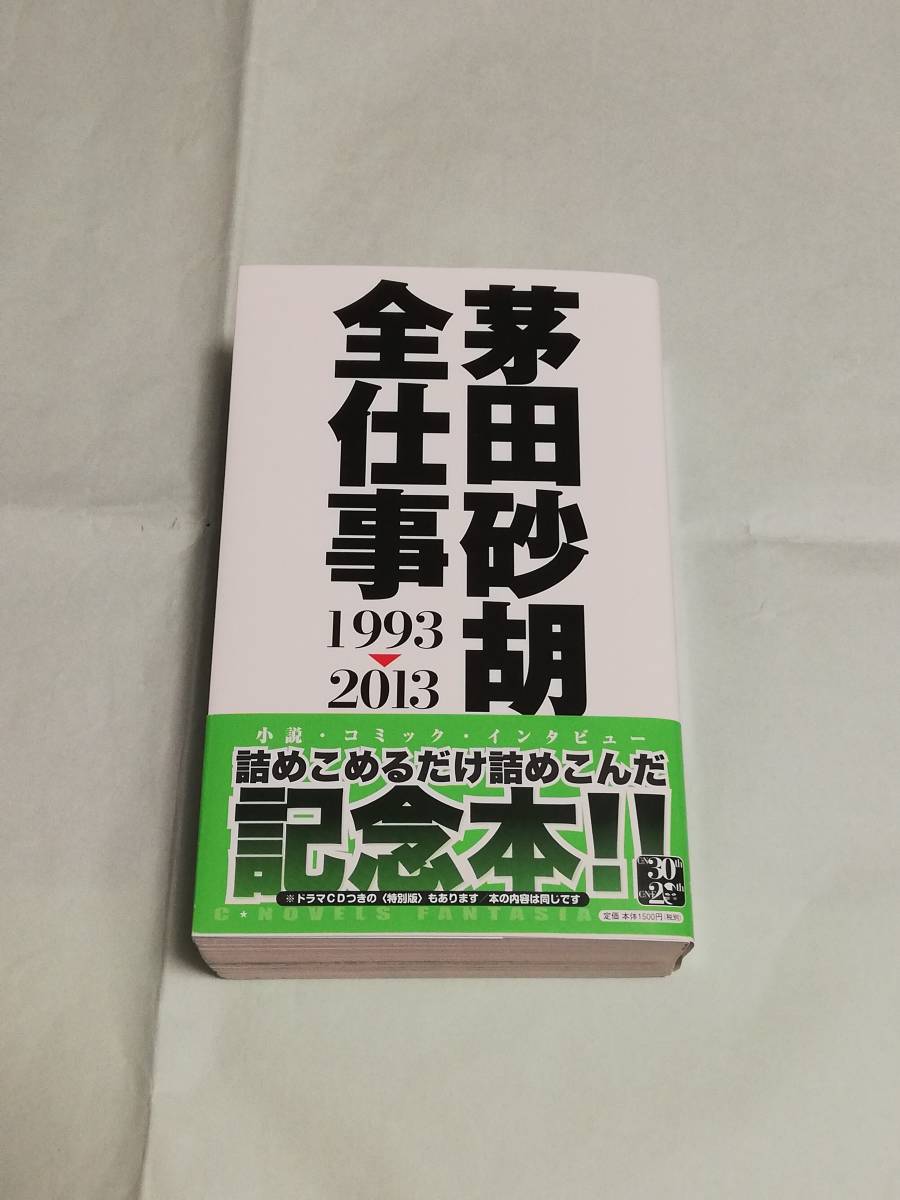 茅田砂胡
全仕事
1993
2013
小説・コミック・インタビュー
詰めこめるだけ詰めこんだ
記念本!!
※ドラマCDつきの〈特別版〉もあります/本の内容は同じです
C★NOVELS FANTASIA
30th
20th
定価 本体1500円(税別)